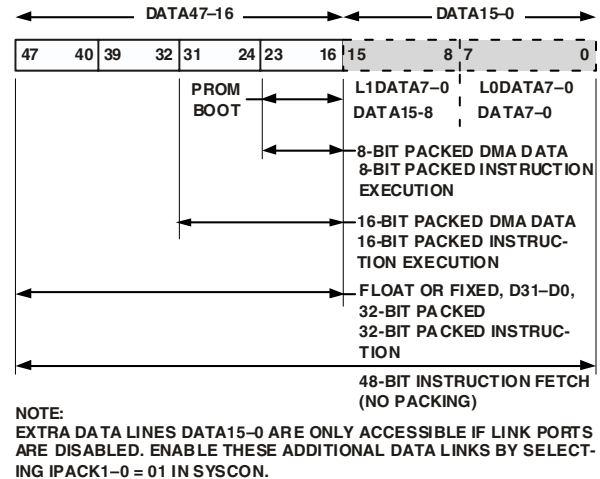 DATA47–16 DATA15–0
47 40 39 32 31 24 23 16 15 8 7 0
PROM
BOOT
L1DATA7–0 L0DATA7–0
DATA15-8 DATA7–0
8-BIT PACKED DMA DATA
8-BIT PACKED INSTRUCTION
EXECUTION
16-BIT PACKED DMA DATA
16-BIT PACKED INSTRUC-
TION EXECUTION
FLOAT OR FIXED, D31–D0,
32-BIT PACKED
32-BIT PACKED INSTRUC-
TION
48-BIT INSTRUCTION FETCH
(NO PACKING)
NOTE:
EXTRA DATA LINES DATA15–0 ARE ONLY ACCESSIBLE IF LINK PORTS
ARE DISABLED. ENABLE THESE ADDITIONAL DATA LINKS BY SELECT-
ING IPACK1–0 = 01 IN SYSCON.